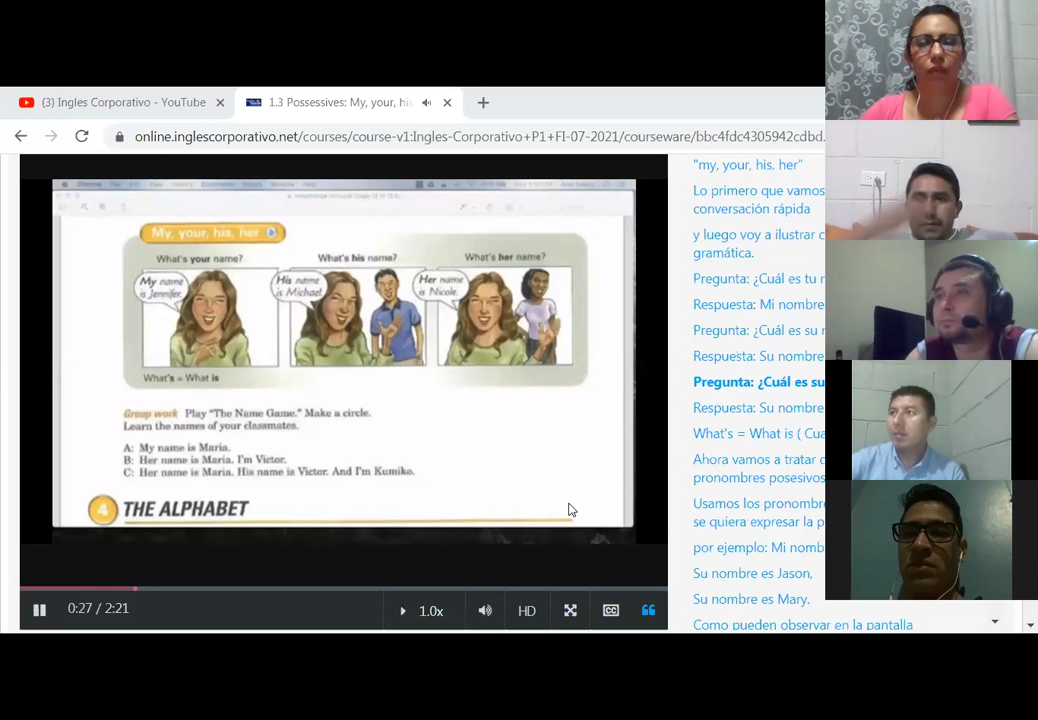 (3) Ingles Corporativo - YouTube
1.3 Possessives: My, your, his
online.inglescorporativo.net/courses/course-v1:Ingles-Corporativo+P1+FI-07-2021/courseware/bbc4fdc4305942cdbd.
My, your, his, her
What's your name?
What's his name?
What's her name?
My name
is Jennifer.
His name
is Michael.
Her name
is Nicole.
What's = What is
Group work Play "The Name Game." Make a circle.
Learn the names of your classmates.
A: My name is Maria.
B: Her name is Maria. I'm Victor.
C: Her name is Maria. His name is Victor. And I'm Kumiko.
4 THE ALPHABET
0:27 / 2:21
1.0x
HD
CC
"my, your, his, her"
Lo primero que vamos
conversación rápida
y luego voy a ilustrar c
gramática.
Pregunta: ¿Cuál es tu n
Respuesta: Mi nombre
Pregunta: ¿Cuál es su n
Respuesta: Su nombre
Pregunta: ¿Cuál es su
Respuesta: Su nombre
What's = What is ( Cua
Ahora vamos a tratar c
pronombres posesivos
Usamos los pronombre
se quiera expresar la p
por ejemplo: Mi nomb
Su nombre es Jason,
Su nombre es Mary.
Como pueden observar en la pantalla